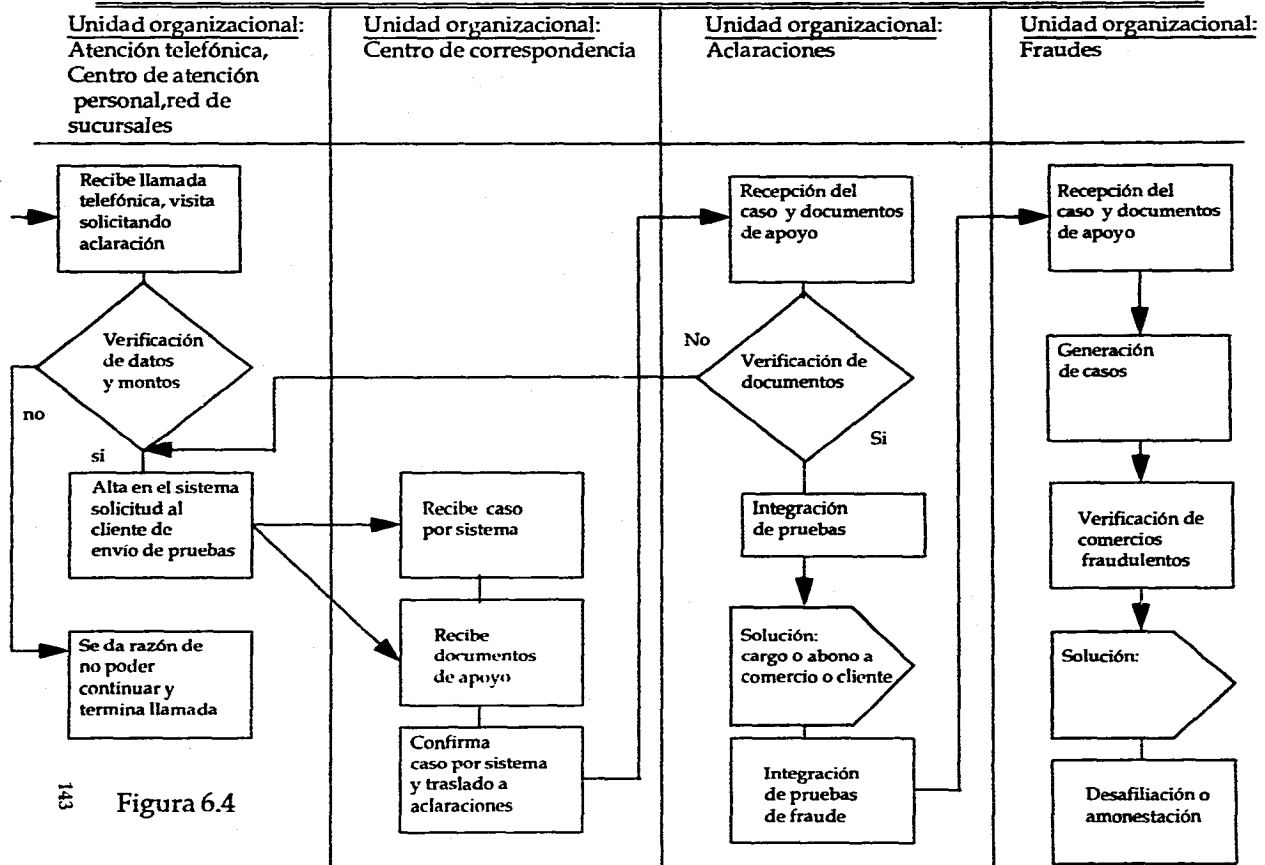 Unidad organizacional:
Atención telefónica,
Centro de atención
personal,red de
sucursales
Unidad organizacional:
Centro de correspondencia
Unidad organizacional:
Aclaraciones
Unidad organizacional:
Fraudes
Recibe llamada
telefónica, visita
solicitando
aclaración
Verificación
de datos
y montos
no
si
Alta en el sistema
solicitud al
cliente de
envío de pruebas
Se da razón de
no poder
continuar y
termina llamada
Recibe caso
por sistema
Recibe
documentos
de apoyo
Confirma
caso por sistema
y traslado a
aclaraciones
Recepción del
caso y documentos
de apoyo
No
Verificación de
documentos
Si
Integración
de pruebas
Solución:
cargo o abono a
comercio o cliente
Integración
de pruebas
de fraude
Recepción del
caso y documentos
de apoyo
Generación
de casos
Verificación de
comercios
fraudulentos
Solución:
Desafiliación o
amonestación
143
Figura 6.4